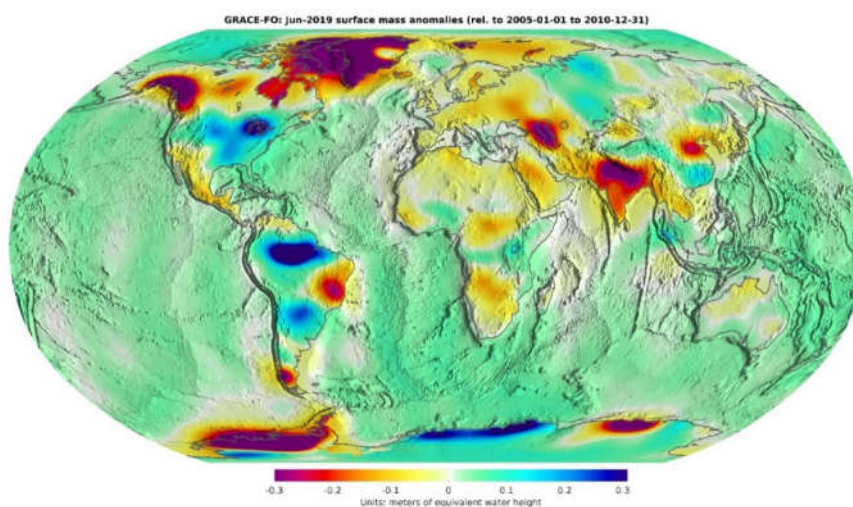 GRACE-FO: Jun-2019 surface mass anomalies (rel. to 2005-01-01 to 2010-12-31)
-0.3 -0.2 -0.1 0 0.1 0.2 0.3
Units: meters of equivalent water height